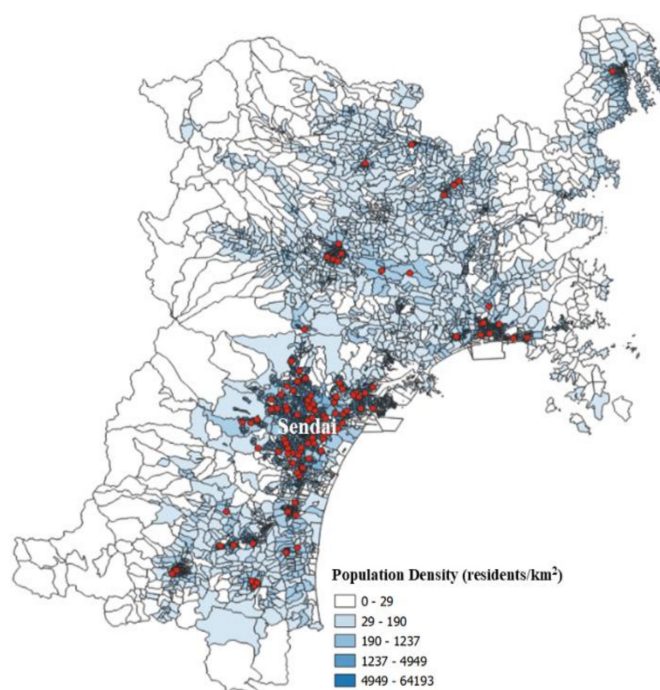 Sendai
Population Density (residents/km²)
0 - 29
29 - 190
190 - 1237
1237 - 4949
4949 - 64193